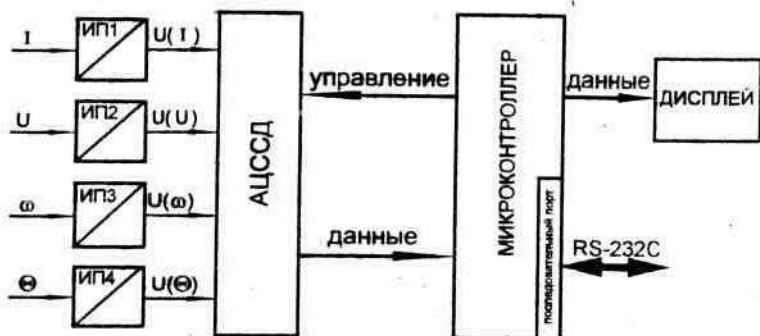 I
ИП1
U(I)
U
ИП2
U(U)
ω
ИП3
U(ω)
Θ
ИП4
U(Θ)
АЦССД
управление
данные
МИКРОКОНТРОЛЛЕР
последовательный порт
данные
ДИСПЛЕЙ
RS-232C